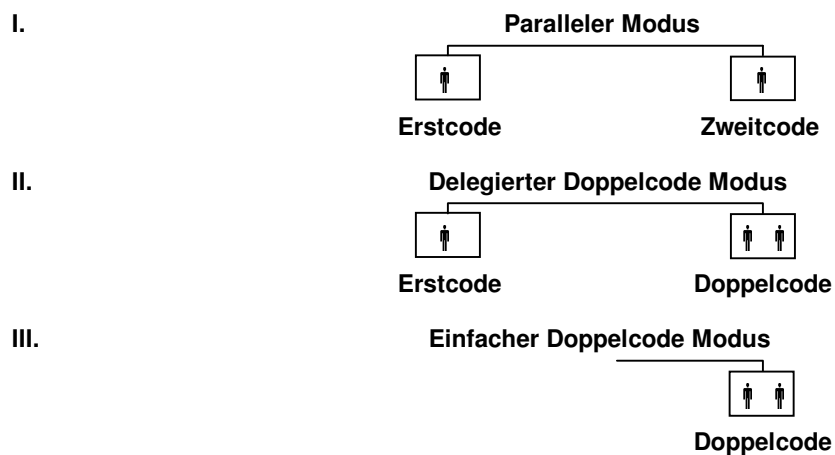 I. Paralleler Modus
Erstcode Zweitcode
II. Delegierter Doppelcode Modus
Erstcode Doppelcode
III. Einfacher Doppelcode Modus
Doppelcode